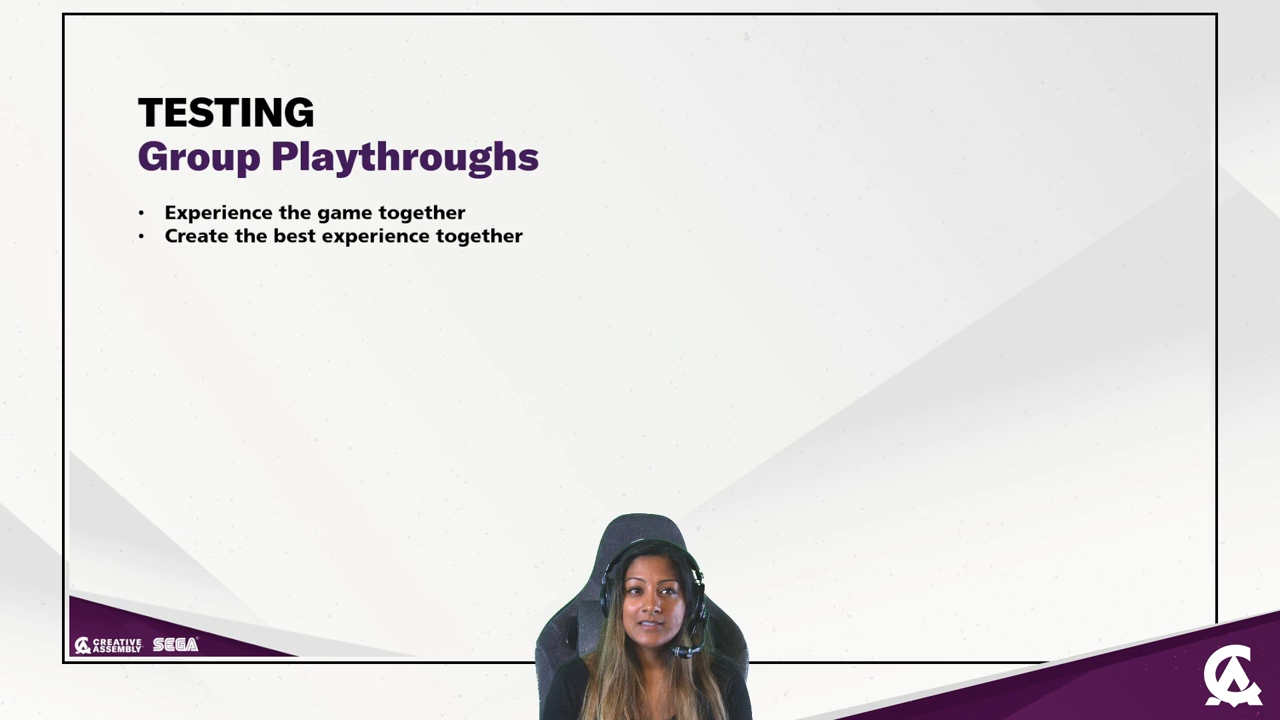 TESTING
Group Playthroughs
• Experience the game together
• Create the best experience together
CREATIVE
ASSEMBLY
SEGA